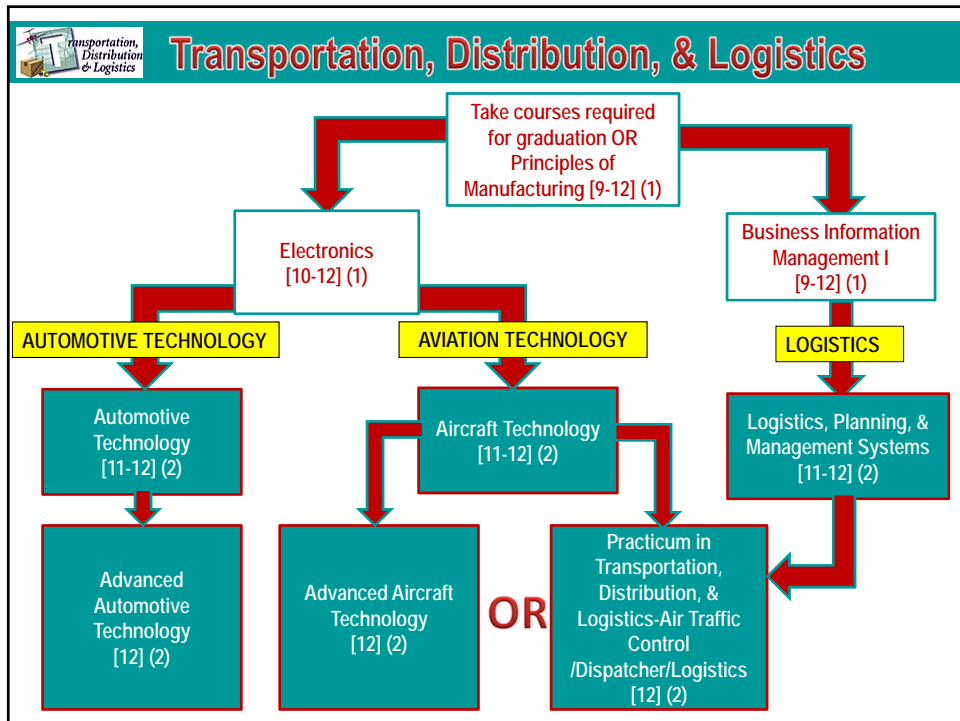 Transportation,
Distribution
& Logistics
Transportation, Distribution, & Logistics
Take courses required
for graduation OR
Principles of
Manufacturing [9-12] (1)
Electronics
[10-12] (1)
Business Information
Management I
[9-12] (1)
AUTOMOTIVE TECHNOLOGY
AVIATION TECHNOLOGY
LOGISTICS
Automotive
Technology
[11-12] (2)
Aircraft Technology
[11-12] (2)
Logistics, Planning, &
Management Systems
[11-12] (2)
Advanced
Automotive
Technology
[12] (2)
Advanced Aircraft
Technology
[12] (2)
OR
Practicum in
Transportation,
Distribution, &
Logistics-Air Traffic
Control
/Dispatcher/Logistics
[12] (2)